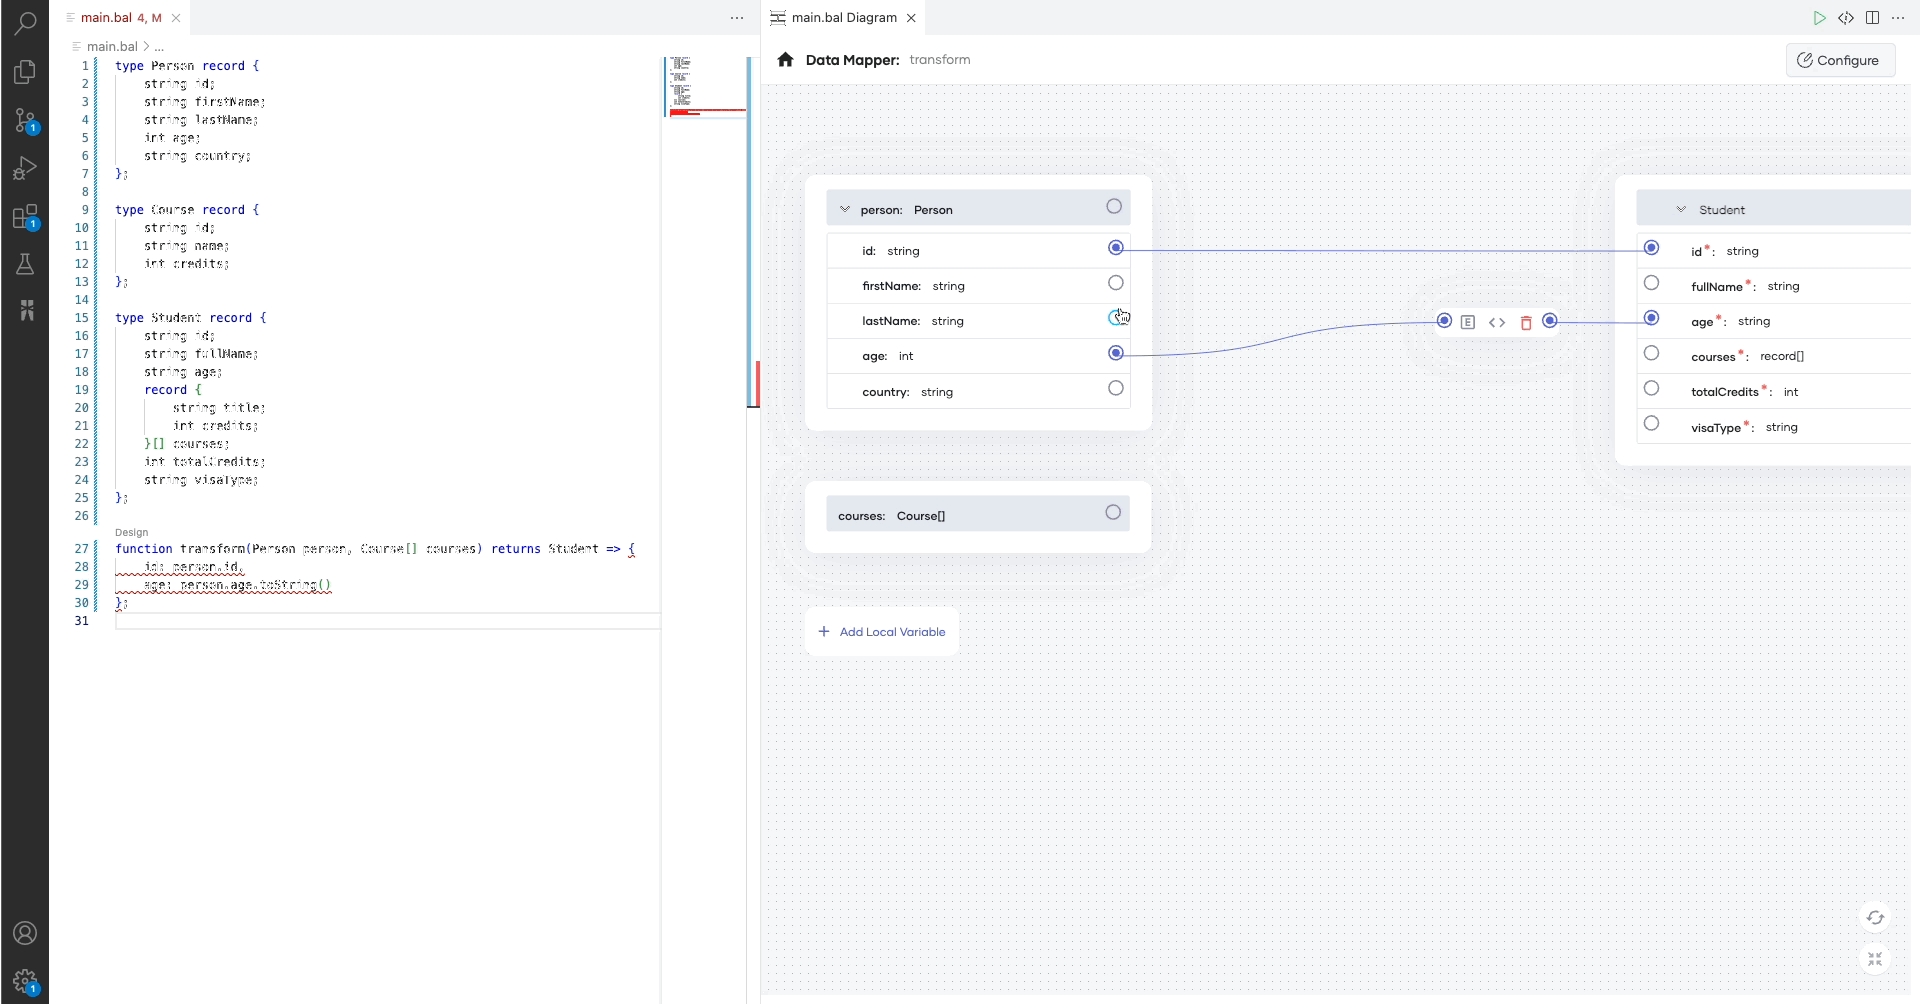 main.bal 4, M
main.bal > ...
1 type Person record {
2 string id;
3 string firstName;
4 string lastName;
5 int age;
6 string country;
7 };
8
9 type Course record {
10 string id;
11 string name;
12 int credits;
13 };
14
15 type Student record {
16 string id;
17 string fullName;
18 string age;
19 record {
20 string title;
21 int credits;
22 }[] courses;
23 int totalCredits;
24 string visaType;
25 };
26
Design
27 function transform(Person person, Course[] courses) returns Student => {
28 id: person.id,
29 age: person.age.toString()
30 };
31
1
1
1
main.bal Diagram
Data Mapper: transform
Configure
person: Person
id: string
firstName: string
lastName: string
age: int
country: string
courses: Course[]
+ Add Local Variable
E <>
Student
id*: string
fullName*: string
age*: string
courses*: record[]
totalCredits*: int
visaType*: string